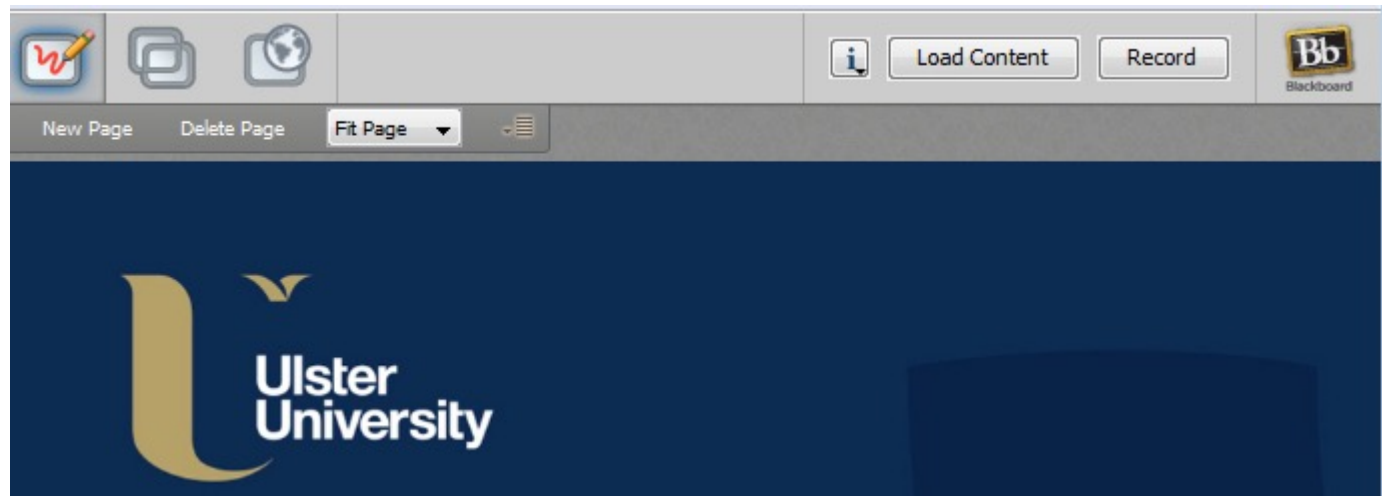 i Load Content Record
Bb
Blackboard
New Page Delete Page Fit Page
Ulster
University